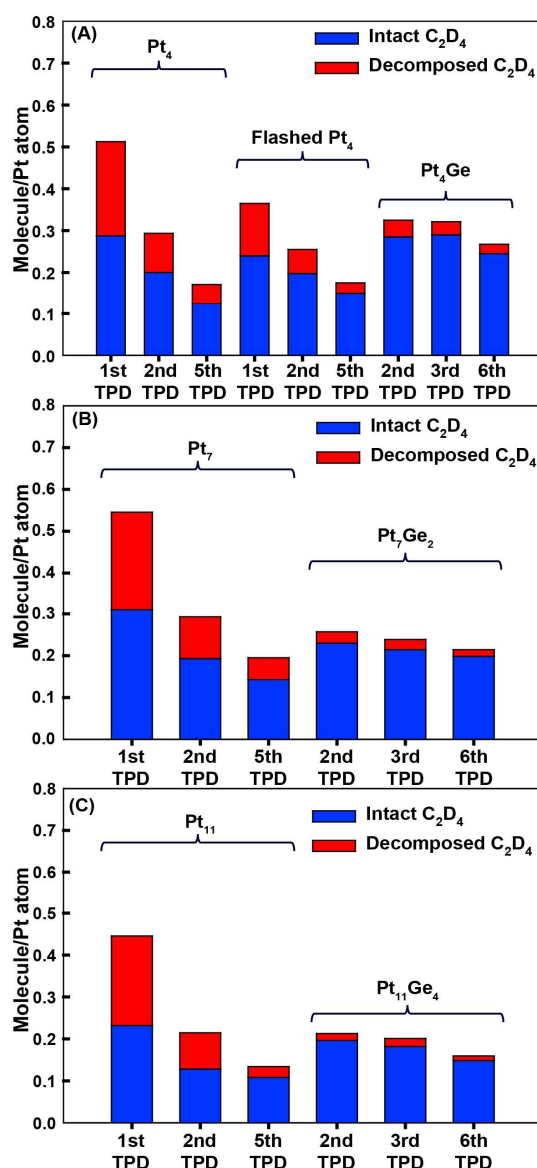 (A)
Intact C₂D₄
Decomposed C₂D₄
Pt₄
Flashed Pt₄
Pt₄Ge
Molecule/Pt atom
0.8
0.7
0.6
0.5
0.4
0.3
0.2
0.1
0.0
1st 2nd 5th 1st 2nd 5th 2nd 3rd 6th
TPD TPD TPD TPD TPD TPD TPD TPD TPD
(B)
Intact C₂D₄
Decomposed C₂D₄
Pt₇
Pt₇Ge₂
Molecule/Pt atom
0.8
0.7
0.6
0.5
0.4
0.3
0.2
0.1
0.0
1st 2nd 5th 2nd 3rd 6th
TPD TPD TPD TPD TPD TPD
(C)
Intact C₂D₄
Decomposed C₂D₄
Pt₁₁
Pt₁₁Ge₄
Molecule/Pt atom
0.8
0.7
0.6
0.5
0.4
0.3
0.2
0.1
0.0
1st 2nd 5th 2nd 3rd 6th
TPD TPD TPD TPD TPD TPD